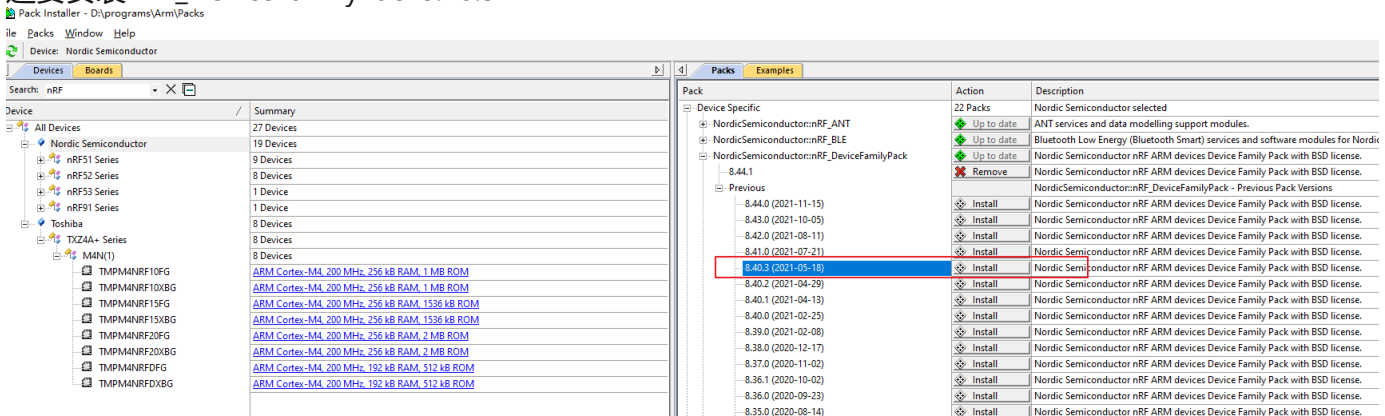 Pack Installer - D:\programs\Arm\Packs
ile Packs Window Help
Device: Nordic Semiconductor
Devices Boards
Search: nRF
Device / Summary
All Devices 27 Devices
Nordic Semiconductor 19 Devices
nRF51 Series 9 Devices
nRF52 Series 8 Devices
nRF53 Series 1 Device
nRF91 Series 1 Device
Toshiba 8 Devices
TXZ4A+ Series 8 Devices
M4N(1) 8 Devices
TMPM4NRF10FG ARM Cortex-M4, 200 MHz, 256 kB RAM, 1 MB ROM
TMPM4NRF10XBG ARM Cortex-M4, 200 MHz, 256 kB RAM, 1 MB ROM
TMPM4NRF15FG ARM Cortex-M4, 200 MHz, 256 kB RAM, 1536 kB ROM
TMPM4NRF15XBG ARM Cortex-M4, 200 MHz, 256 kB RAM, 1536 kB ROM
TMPM4NRF20FG ARM Cortex-M4, 200 MHz, 256 kB RAM, 2 MB ROM
TMPM4NRF20XBG ARM Cortex-M4, 200 MHz, 256 kB RAM, 2 MB ROM
TMPM4NRFDFG ARM Cortex-M4, 200 MHz, 192 kB RAM, 512 kB ROM
TMPM4NRFDXBG ARM Cortex-M4, 200 MHz, 192 kB RAM, 512 kB ROM
Packs Examples
Pack Action Description
Device Specific 22 Packs Nordic Semiconductor selected
NordicSemiconductor::nRF_ANT Up to date ANT services and data modelling support modules.
NordicSemiconductor::nRF_BLE Up to date Bluetooth Low Energy (Bluetooth Smart) services and software modules for Nordic
NordicSemiconductor::nRF_DeviceFamilyPack Up to date Nordic Semiconductor nRF ARM devices Device Family Pack with BSD license.
8.44.1 Remove Nordic Semiconductor nRF ARM devices Device Family Pack with BSD license.
Previous NordicSemiconductor::nRF_DeviceFamilyPack - Previous Pack Versions
8.44.0 (2021-11-15) Install Nordic Semiconductor nRF ARM devices Device Family Pack with BSD license.
8.43.0 (2021-10-05) Install Nordic Semiconductor nRF ARM devices Device Family Pack with BSD license.
8.42.0 (2021-08-11) Install Nordic Semiconductor nRF ARM devices Device Family Pack with BSD license.
8.41.0 (2021-07-21) Install Nordic Semiconductor nRF ARM devices Device Family Pack with BSD license.
8.40.3 (2021-05-18) Install Nordic Semiconductor nRF ARM devices Device Family Pack with BSD license.
8.40.2 (2021-04-29) Install Nordic Semiconductor nRF ARM devices Device Family Pack with BSD license.
8.40.1 (2021-04-13) Install Nordic Semiconductor nRF ARM devices Device Family Pack with BSD license.
8.40.0 (2021-02-25) Install Nordic Semiconductor nRF ARM devices Device Family Pack with BSD license.
8.39.0 (2021-02-08) Install Nordic Semiconductor nRF ARM devices Device Family Pack with BSD license.
8.38.0 (2020-12-17) Install Nordic Semiconductor nRF ARM devices Device Family Pack with BSD license.
8.37.0 (2020-11-02) Install Nordic Semiconductor nRF ARM devices Device Family Pack with BSD license.
8.36.1 (2020-10-02) Install Nordic Semiconductor nRF ARM devices Device Family Pack with BSD license.
8.36.0 (2020-09-23) Install Nordic Semiconductor nRF ARM devices Device Family Pack with BSD license.
8.35.0 (2020-08-14) Install Nordic Semiconductor nRF ARM devices Device Family Pack with BSD license.